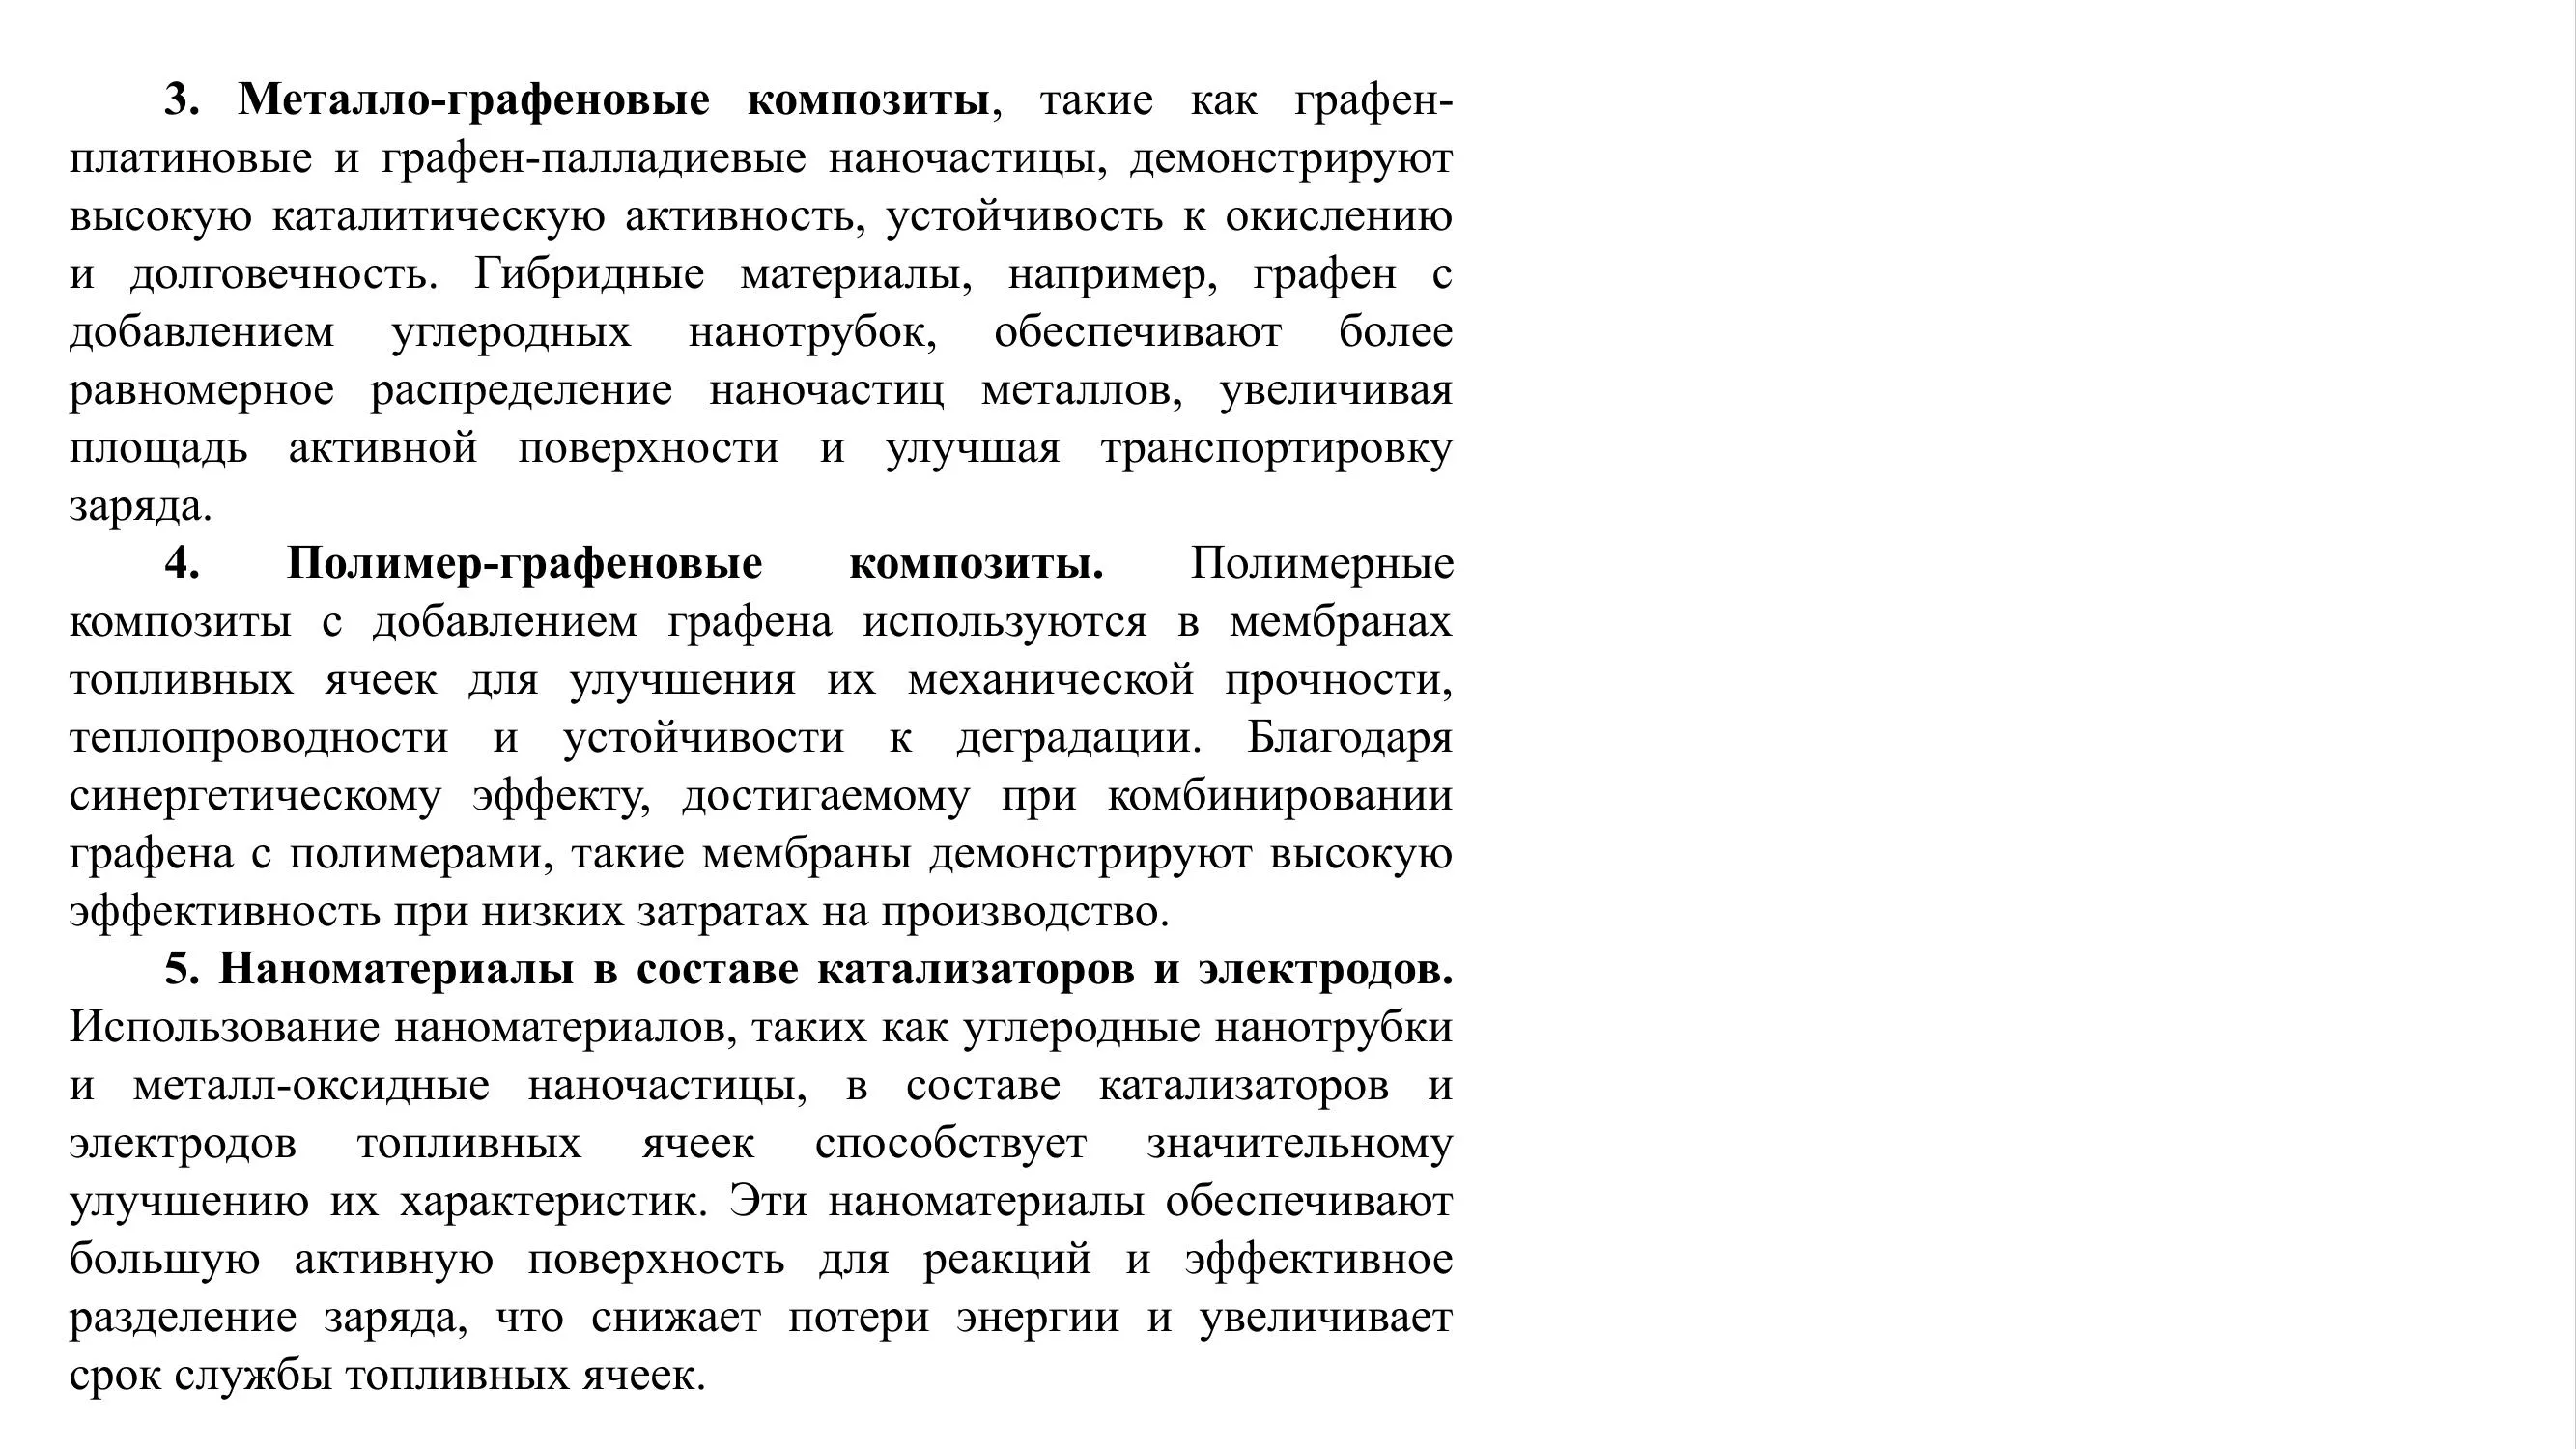 3. Металло-графеновые композиты, такие как графен-
платиновые и графен-палладиевые наночастицы, демонстрируют
высокую каталитическую активность, устойчивость к окислению
и долговечность. Гибридные материалы, например, графен с
добавлением углеродных нанотрубок, обеспечивают более
равномерное распределение наночастиц металлов, увеличивая
площадь активной поверхности и улучшая транспортировку
заряда.
4. Полимер-графеновые композиты. Полимерные
композиты с добавлением графена используются в мембранах
топливных ячеек для улучшения их механической прочности,
теплопроводности и устойчивости к деградации. Благодаря
синергетическому эффекту, достигаемому при комбинировании
графена с полимерами, такие мембраны демонстрируют высокую
эффективность при низких затратах на производство.
5. Наноматериалы в составе катализаторов и электродов.
Использование наноматериалов, таких как углеродные нанотрубки
и металл-оксидные наночастицы, в составе катализаторов и
электродов топливных ячеек способствует значительному
улучшению их характеристик. Эти наноматериалы обеспечивают
большую активную поверхность для реакций и эффективное
разделение заряда, что снижает потери энергии и увеличивает
срок службы топливных ячеек.